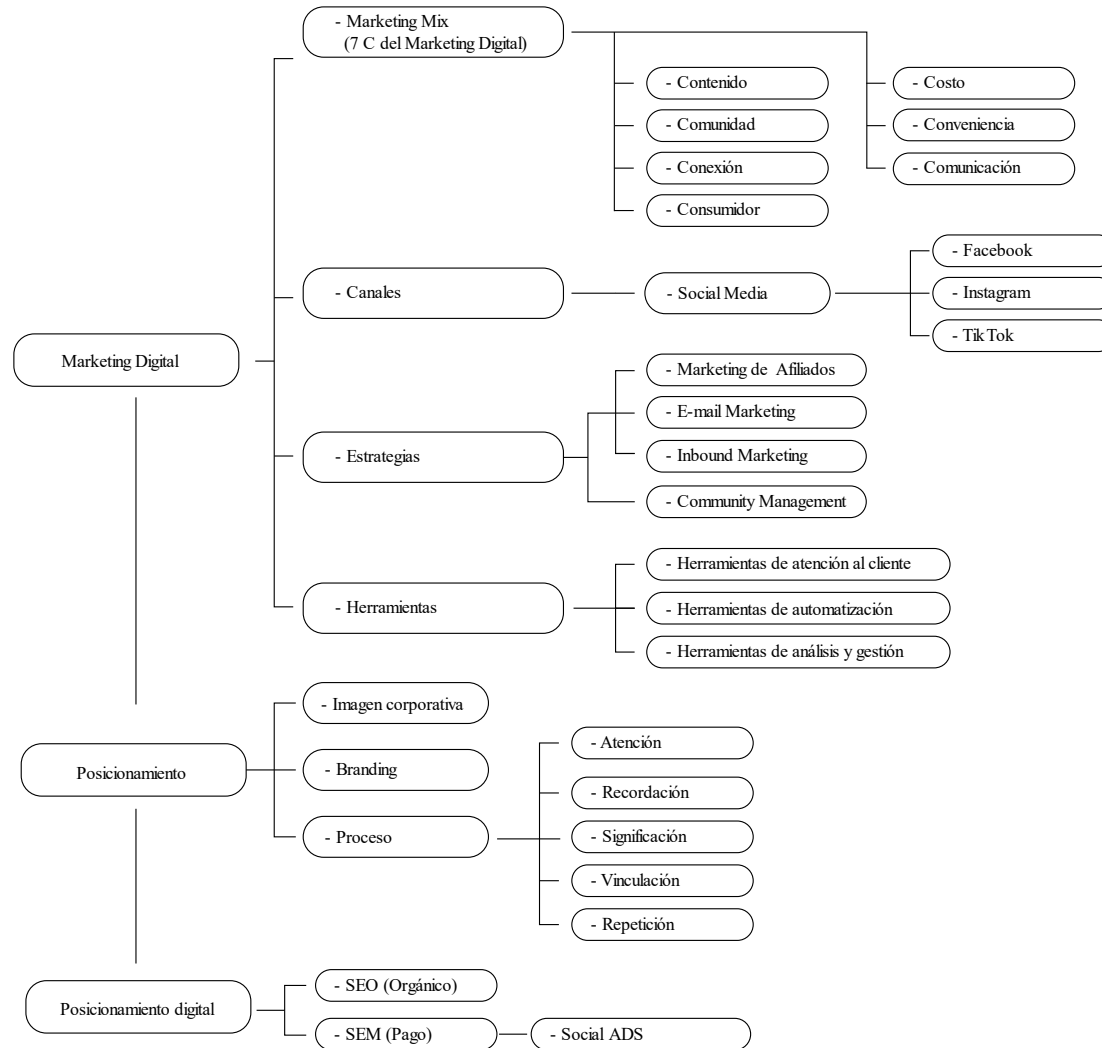 - Marketing Mix
(7 C del Marketing Digital)
- Contenido
- Comunidad
- Conexión
- Consumidor
- Costo
- Conveniencia
- Comunicación
- Canales
- Social Media
- Facebook
- Instagram
- TikTok
Marketing Digital
- Estrategias
- Marketing de Afiliados
- E-mail Marketing
- Inbound Marketing
- Community Management
- Herramientas
- Herramientas de atención al cliente
- Herramientas de automatización
- Herramientas de análisis y gestión
Posicionamiento
- Imagen corporativa
- Branding
- Proceso
- Atención
- Recordación
- Significación
- Vinculación
- Repetición
Posicionamiento digital
- SEO (Orgánico)
- SEM (Pago)
- Social ADS